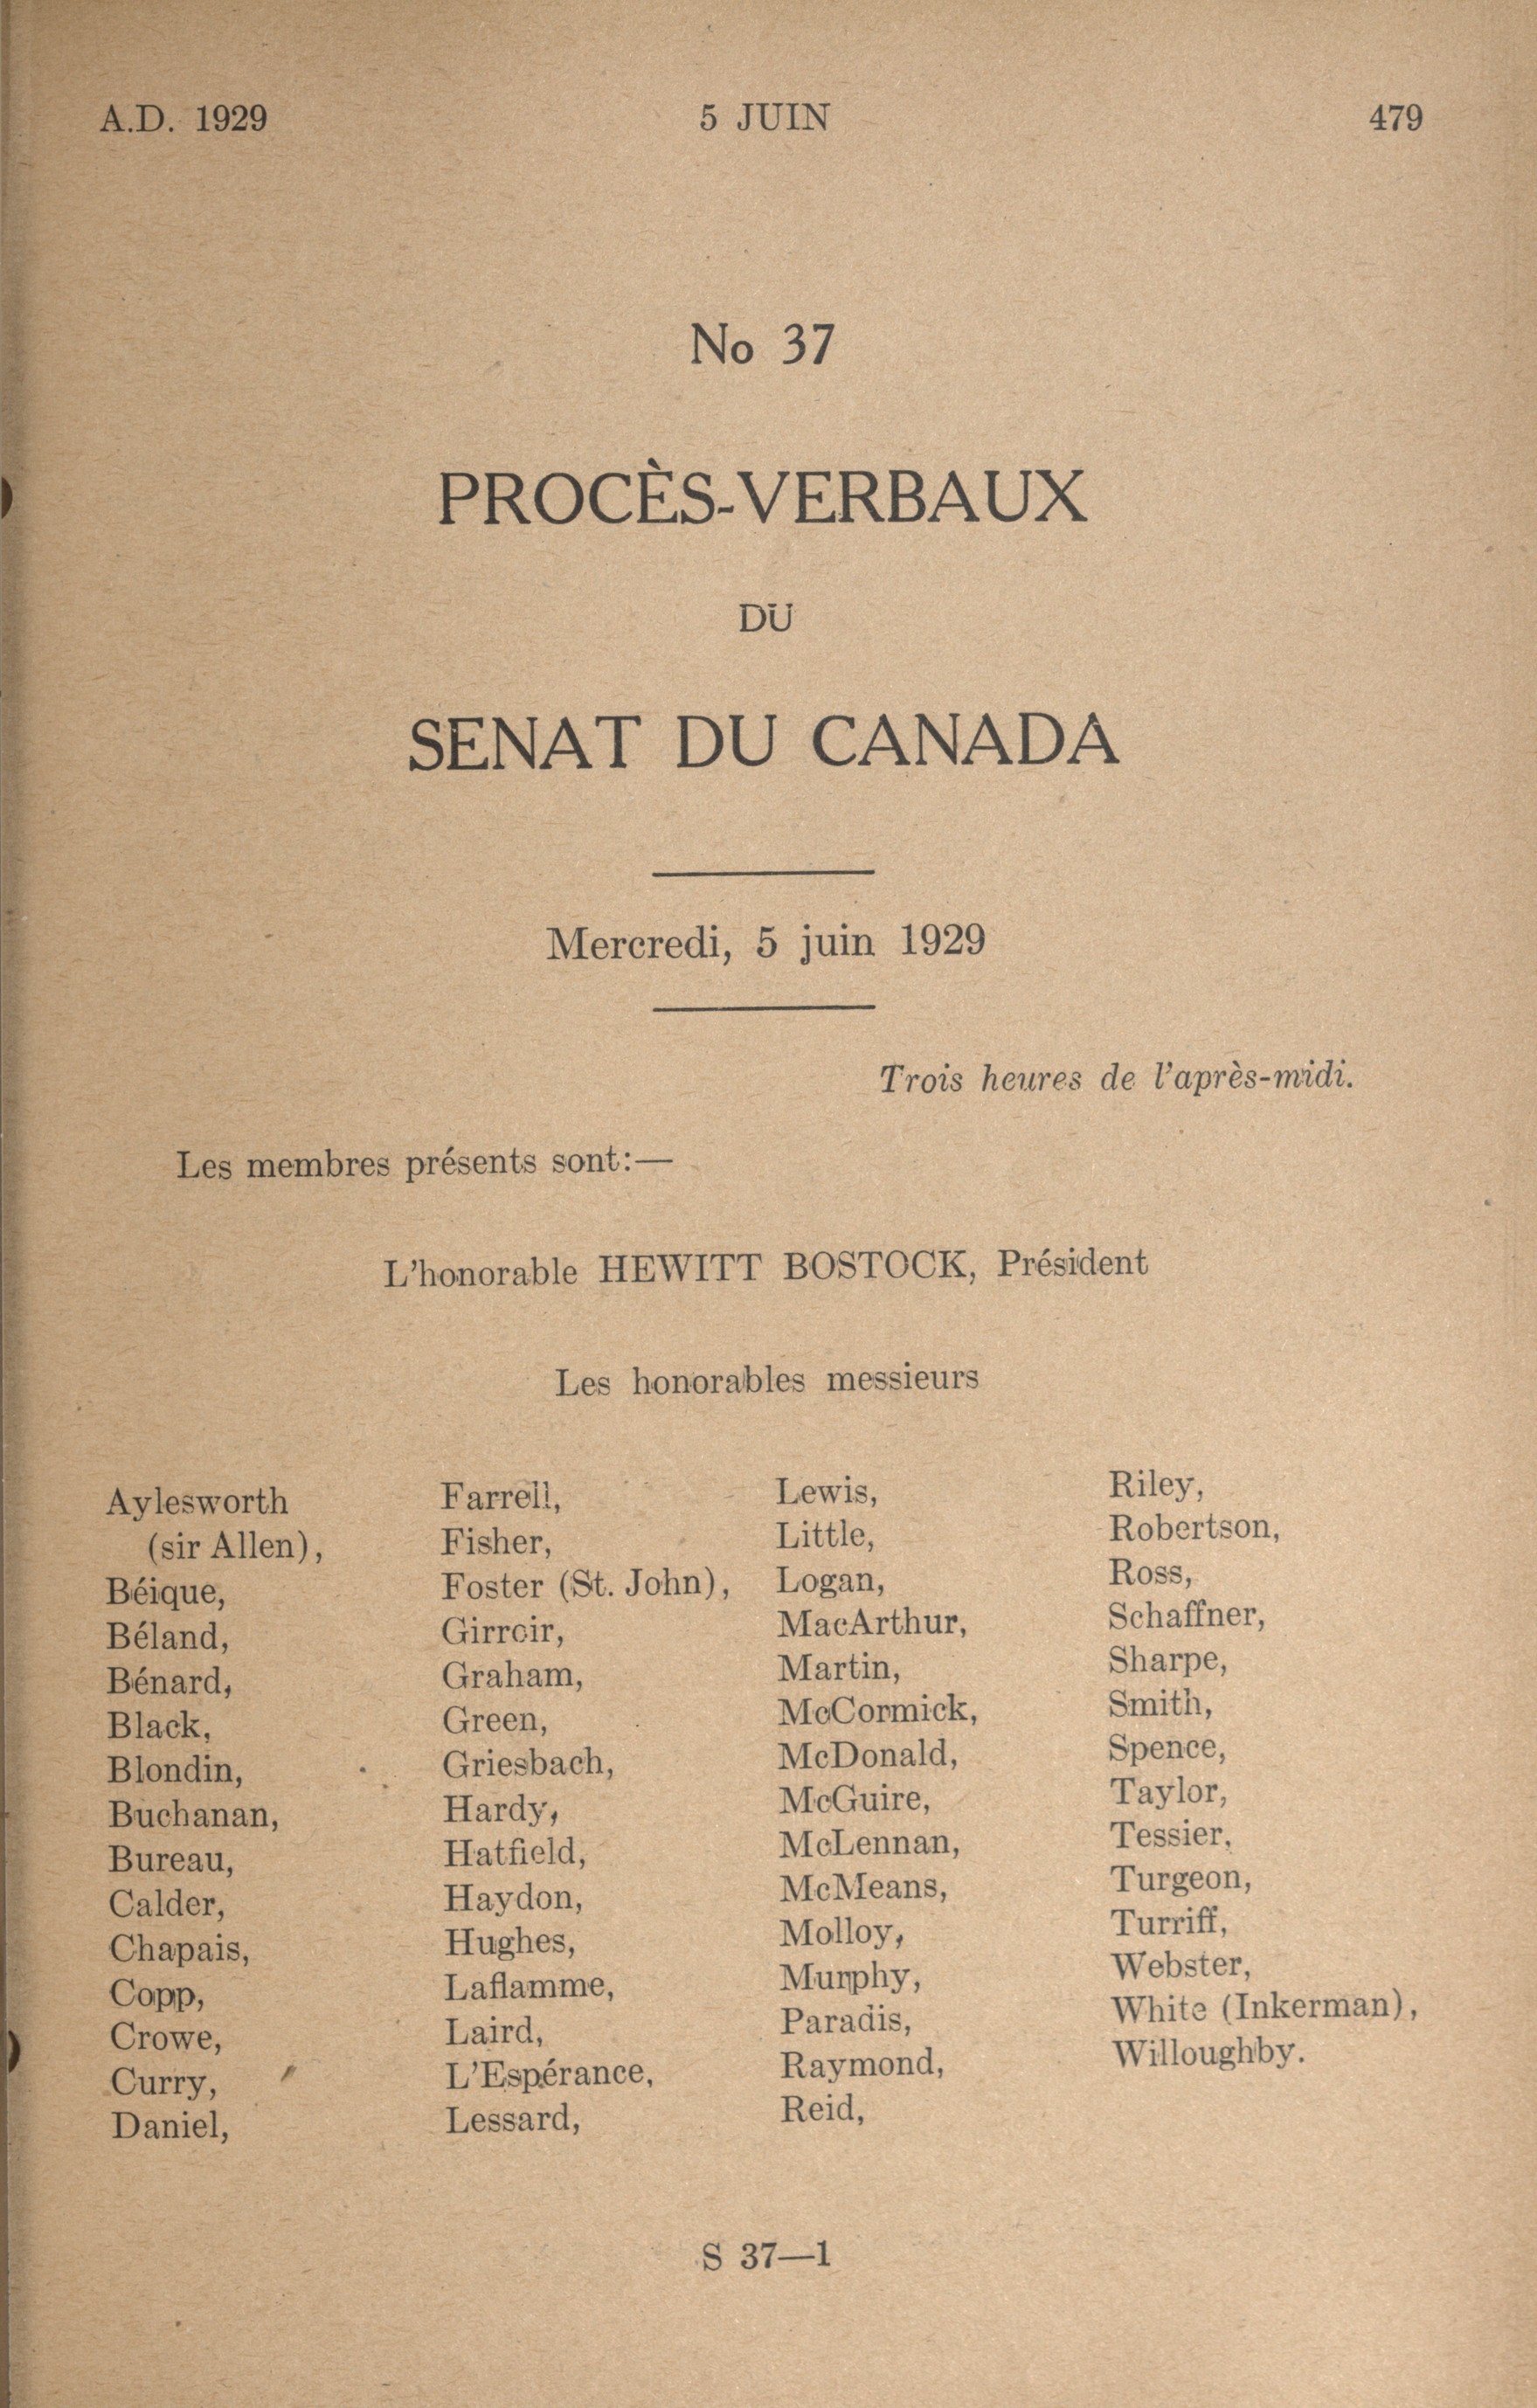 A.D. 1929 5 JUIN 479
No 37
PROCÈS-VERBAUX
DU
SENAT DU CANADA
Mercredi, 5 juin 1929
Trois heures de l'après-midi.
Les membres présents sont:—
L'honorable HEWITT BOSTOCK, Président
Les honorables messieurs
Aylesworth
(sir Allen),
Béique,
Béland,
Bénard,
Black,
Blondin,
Buchanan,
Bureau,
Calder,
Chapais,
Copp,
Crowe,
Curry,
Daniel,
Farrell,
Fisher,
Foster (St. John),
Girroir,
Graham,
Green,
Griesbach,
Hardy,
Hatfield,
Haydon,
Hughes,
Laflamme,
Laird,
L'Espérance,
Lessard,
Lewis,
Little,
Logan,
MacArthur,
Martin,
McCormick,
McDonald,
McGuire,
McLennan,
McMeans,
Molloy,
Murphy,
Paradis,
Raymond,
Reid,
Riley,
Robertson,
Ross,
Schaffner,
Sharpe,
Smith,
Spence,
Taylor,
Tessier,
Turgeon,
Turriff,
Webster,
White (Inkerman),
Willoughby.
S 37—1